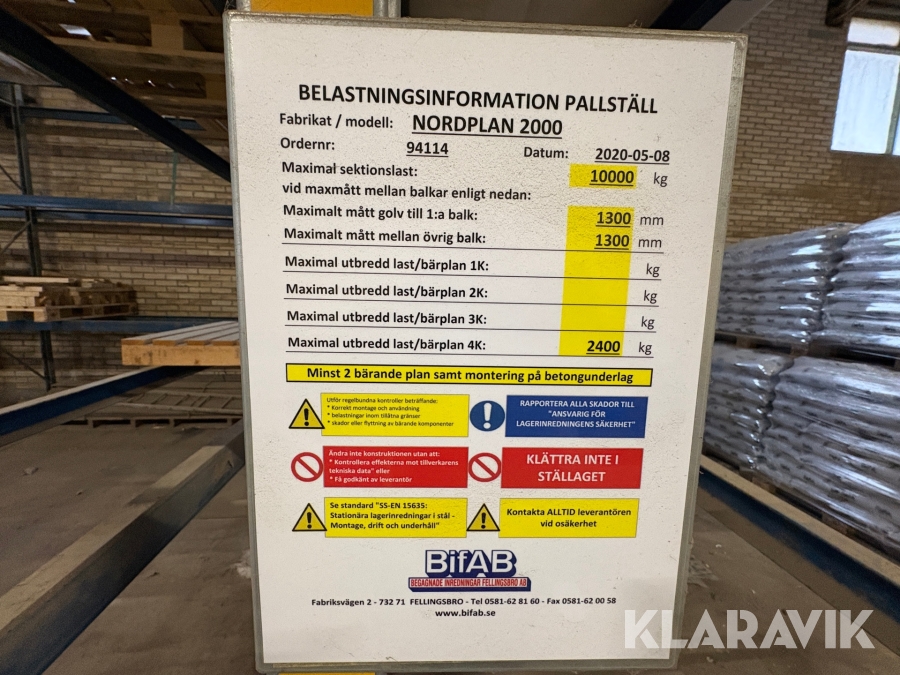 BELASTNINGSINFORMATION PALLSTÄLL
Fabrikat / modell: NORDPLAN 2000
Ordernr: 94114 Datum: 2020-05-08
Maximal sektionslast: 10000 kg
vid maxmått mellan balkar enligt nedan:
Maximalt mått golv till 1:a balk: 1300 mm
Maximalt mått mellan övrig balk: 1300 mm
Maximal utbredd last/bärplan 1K: kg
Maximal utbredd last/bärplan 2K: kg
Maximal utbredd last/bärplan 3K: kg
Maximal utbredd last/bärplan 4K: 2400 kg
Minst 2 bärande plan samt montering på betongunderlag
Utför regelbundna kontroller beträffande:
* Korrekt montage och användning
* belastningar inom tillåtna gränser
* skador eller flyttning av bärande komponenter
RAPPORTERA ALLA SKADOR TILL
"ANSVARIG FÖR
LAGERINREDNINGENS SÄKERHET"
Ändra inte konstruktionen utan att:
* Kontrollera effekterna mot tillverkarens
tekniska data" eller
* Få godkänt av leverantör
KLÄTTRA INTE I
STÄLLAGET
Se standard "SS-EN 15635:
Stationära lagerinredningar i stål -
Montage, drift och underhåll"
Kontakta ALLTID leverantören
vid osäkerhet
BifAB
BEGAGNADE INREDNINGAR FELLINGSBRO AB
Fabriksvägen 2 - 732 71 FELLINGSBRO - Tel 0581-62 81 60 - Fax 0581-62 00 58
www.bifab.se
KLARAVIK